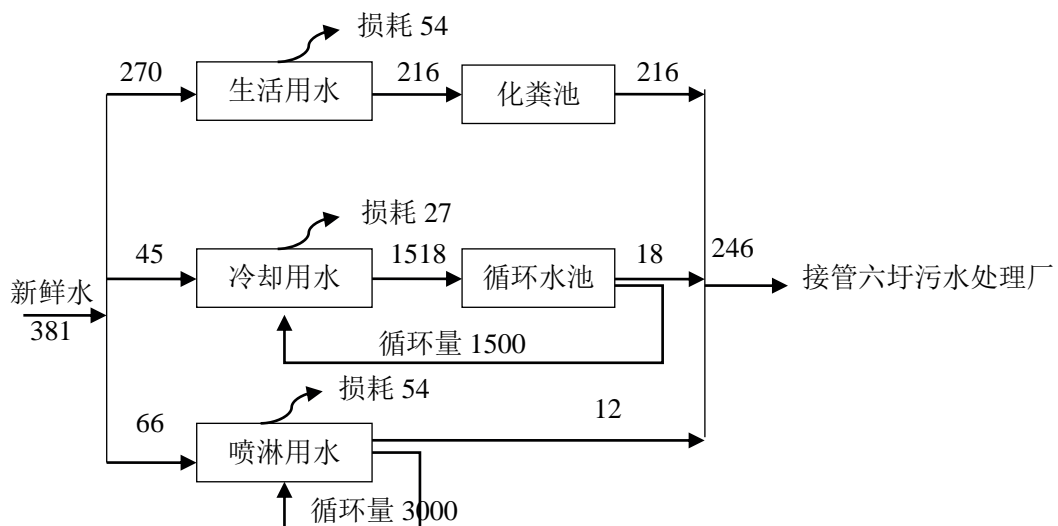 损耗 54
270
生活用水
216
化粪池
216
损耗 27
45
冷却用水
1518
循环水池
18
246
接管六圩污水处理厂
新鲜水
381
循环量 1500
损耗 54
66
喷淋用水
12
循环量 3000